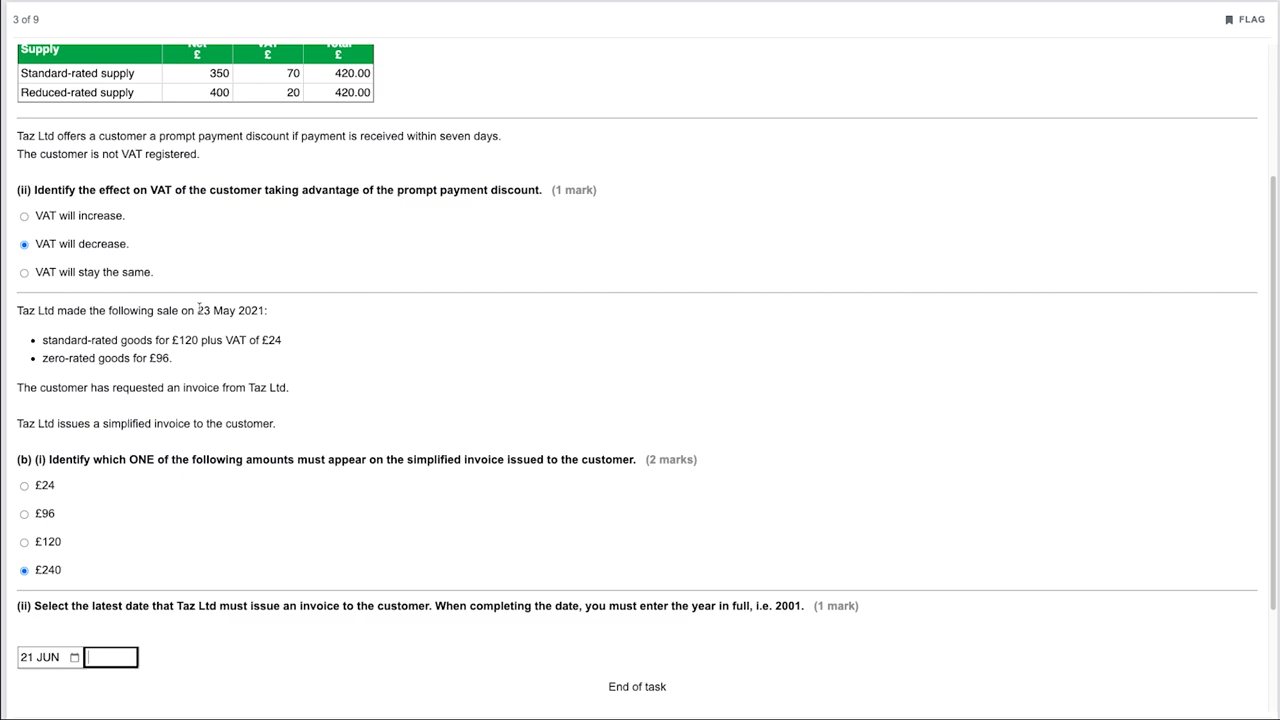 3 of 9
FLAG
Supply Net £ VAT £ Total £
Standard-rated supply 350 70 420.00
Reduced-rated supply 400 20 420.00
Taz Ltd offers a customer a prompt payment discount if payment is received within seven days.
The customer is not VAT registered.
(ii) Identify the effect on VAT of the customer taking advantage of the prompt payment discount. (1 mark)
VAT will increase.
VAT will decrease.
VAT will stay the same.
Taz Ltd made the following sale on 23 May 2021:
• standard-rated goods for £120 plus VAT of £24
• zero-rated goods for £96.
The customer has requested an invoice from Taz Ltd.
Taz Ltd issues a simplified invoice to the customer.
(b) (i) Identify which ONE of the following amounts must appear on the simplified invoice issued to the customer. (2 marks)
£24
£96
£120
£240
(ii) Select the latest date that Taz Ltd must issue an invoice to the customer. When completing the date, you must enter the year in full, i.e. 2001. (1 mark)
21 JUN
End of task